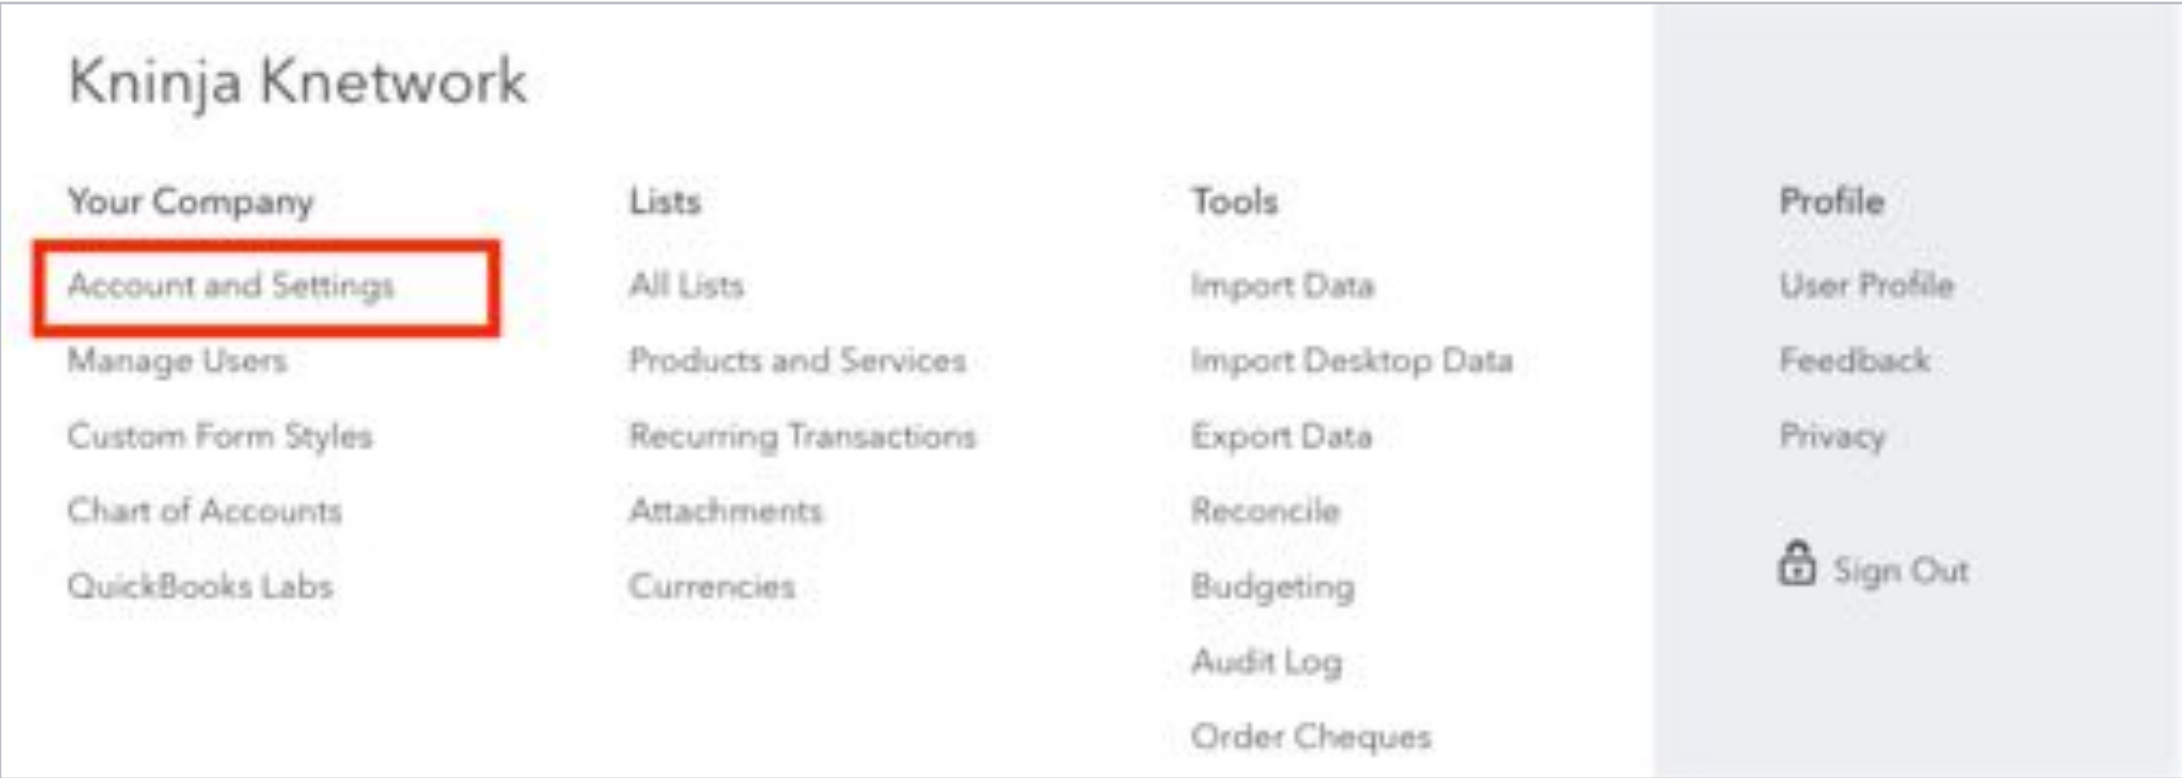 Kninja Knetwork
Your Company
Account and Settings
Manage Users
Custom Form Styles
Chart of Accounts
QuickBooks Labs
Lists
All Lists
Products and Services
Recurring Transactions
Attachments
Currencies
Tools
Import Data
Import Desktop Data
Export Data
Reconcile
Budgeting
Audit Log
Order Cheques
Profile
User Profile
Feedback
Privacy
Sign Out